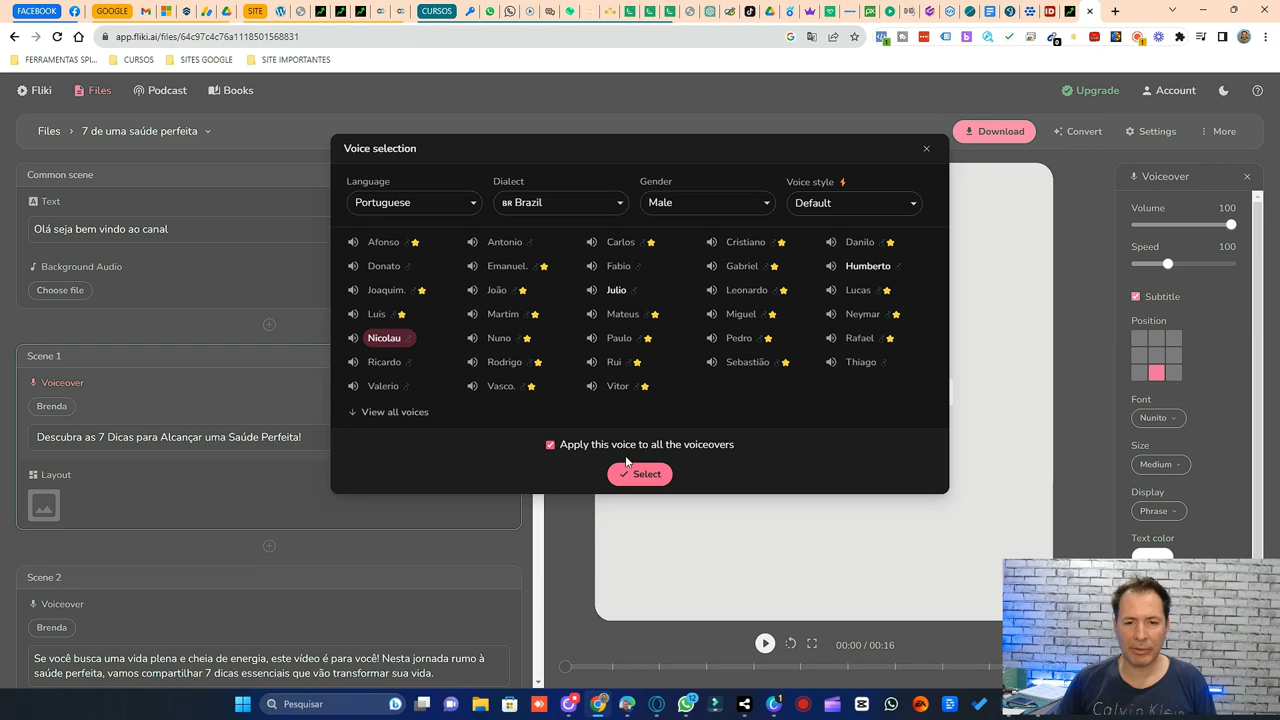 FACEBOOK
GOOGLE
SITE
CURSOS
app.fliki.ai/files/64c97c4c76a1118501568831
FERRAMENTAS SPI...
CURSOS
SITES GOOGLE
SITE IMPORTANTES
Fliki
Files
Podcast
Books
Upgrade
Account
Files > 7 de uma saúde perfeita
Download
Convert
Settings
More
Common scene
Text
Olá seja bem vindo ao canal
Background Audio
Choose file
Scene 1
Voiceover
Brenda
Descubra as 7 Dicas para Alcançar uma Saúde Perfeita!
Layout
Scene 2
Voiceover
Brenda
Se você busca uma vida plena e cheia de energia, este vídeo é para você! Nesta jornada rumo à
saúde perfeita, vamos compartilhar 7 dicas essenciais que vão transformar sua vida.
Voice selection
Language
Dialect
Gender
Voice style
Portuguese
BR Brazil
Male
Default
Afonso
Antonio
Carlos
Cristiano
Danilo
Donato
Emanuel.
Fabio
Gabriel
Humberto
Joaquim.
João
Julio
Leonardo
Lucas
Luis
Martim
Mateus
Miguel
Neymar
Nicolau
Nuno
Paulo
Pedro
Rafael
Ricardo
Rodrigo
Rui
Sebastião
Thiago
Valerio
Vasco.
Vitor
View all voices
Apply this voice to all the voiceovers
Select
00:00 / 00:16
Voiceover
Volume
100
Speed
100
Subtitle
Position
Font
Nunito
Size
Medium
Display
Phrase
Text color
Pesquisar
Calvin Klein